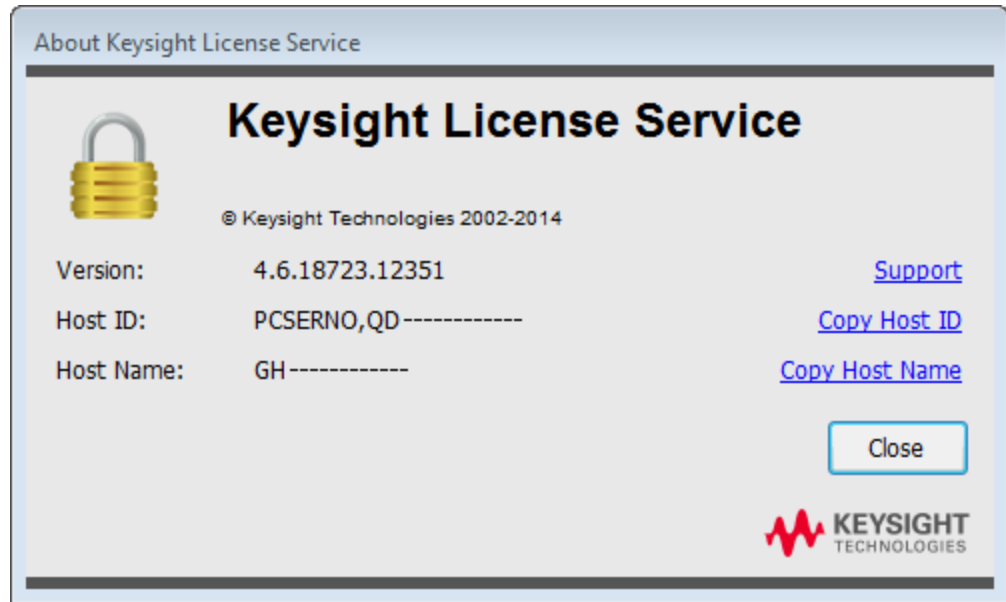 About Keysight License Service
Keysight License Service
© Keysight Technologies 2002-2014
Version: 4.6.18723.12351 Support
Host ID: PCSERNO,QD------------ Copy Host ID
Host Name: GH------------ Copy Host Name
Close
KEYSIGHT
TECHNOLOGIES